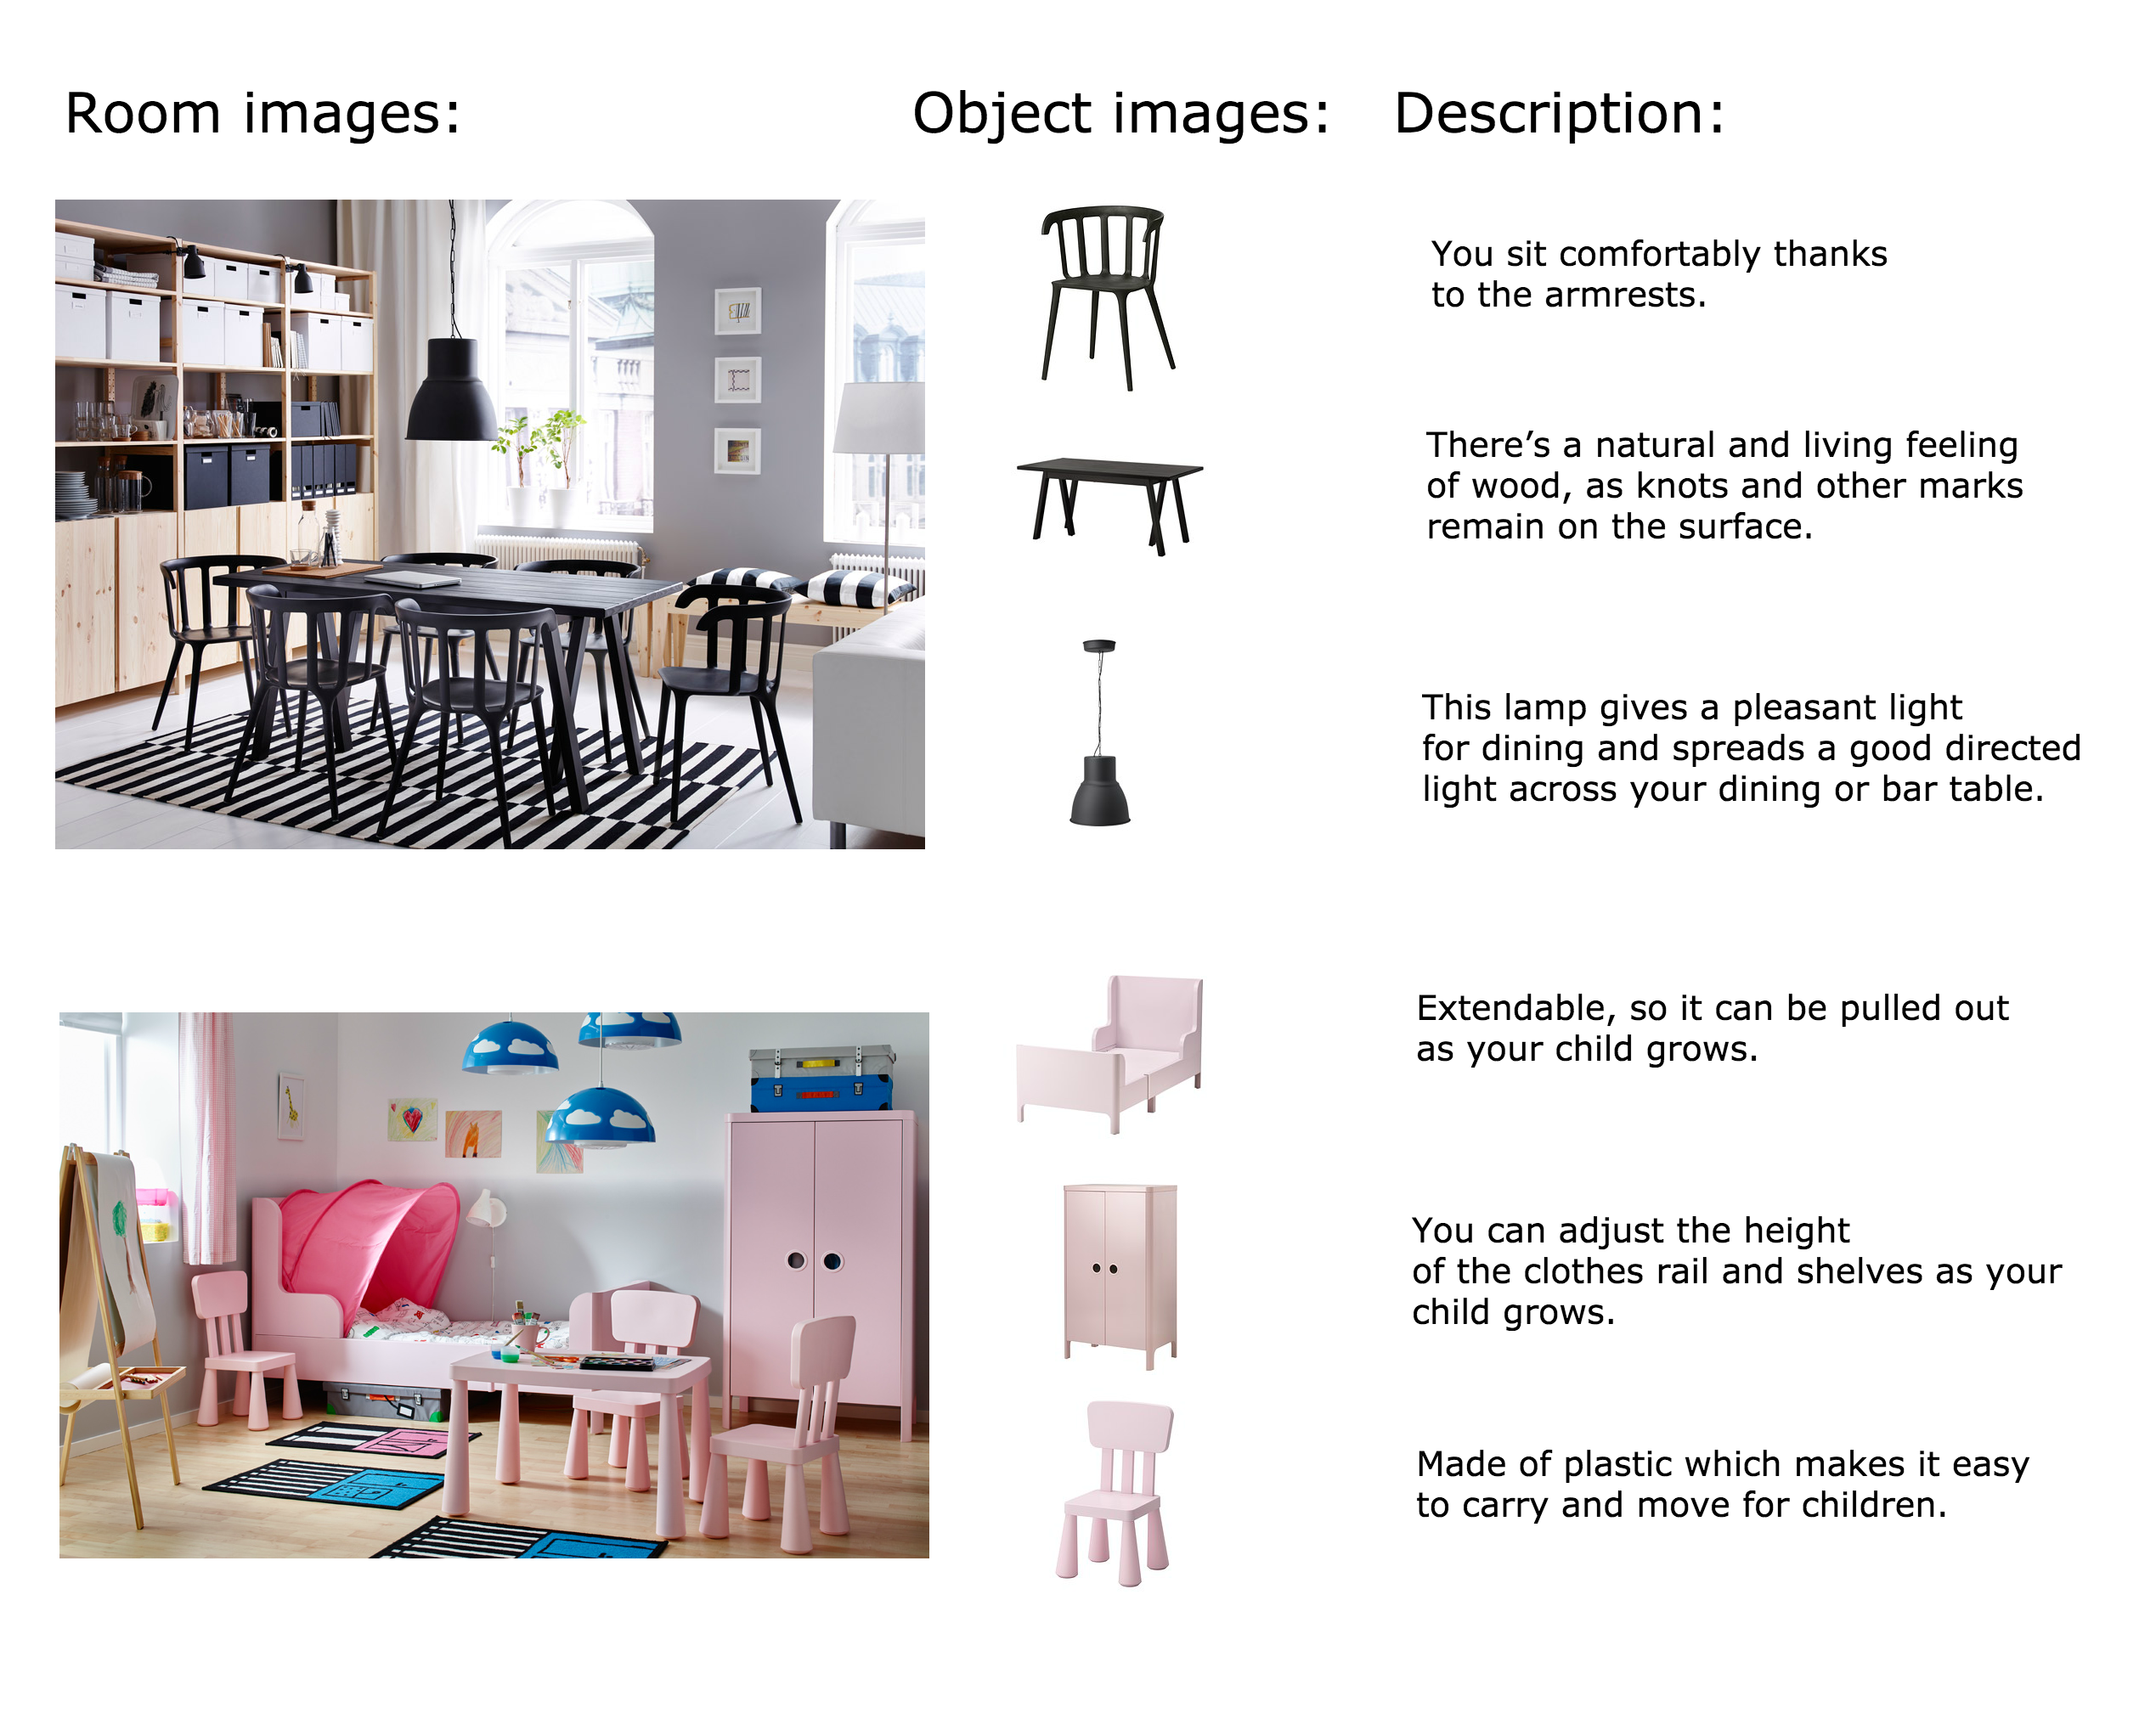 Room images:
Object images:
Description:
You sit comfortably thanks
to the armrests.
There’s a natural and living feeling
of wood, as knots and other marks
remain on the surface.
This lamp gives a pleasant light
for dining and spreads a good directed
light across your dining or bar table.
Extendable, so it can be pulled out
as your child grows.
You can adjust the height
of the clothes rail and shelves as your
child grows.
Made of plastic which makes it easy
to carry and move for children.